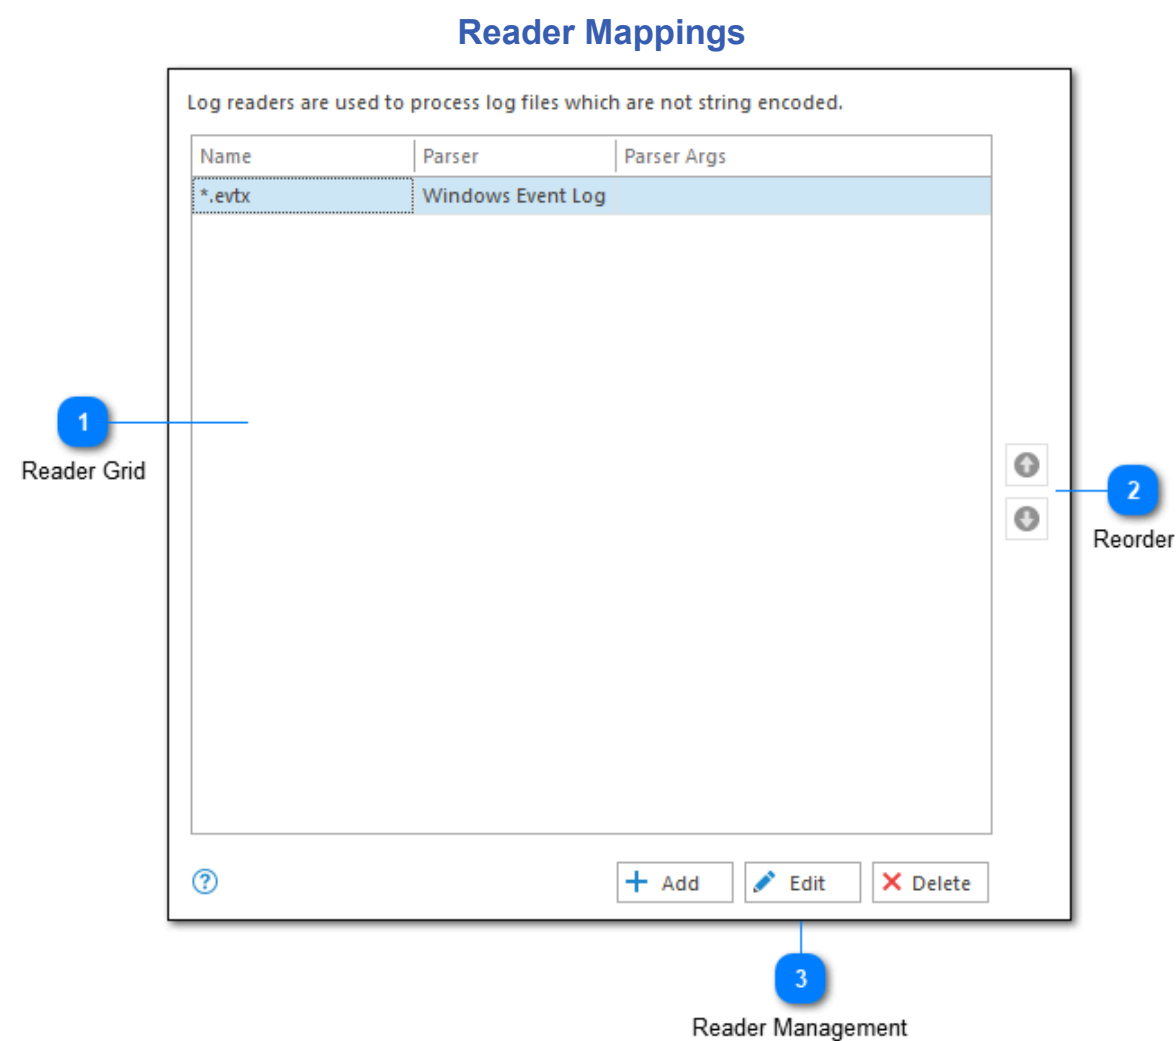 Reader Mappings
Log readers are used to process log files which are not string encoded.
Name Parser Parser Args
*.evtx Windows Event Log
1
Reader Grid
2
Reorder
? Add Edit Delete
3
Reader Management